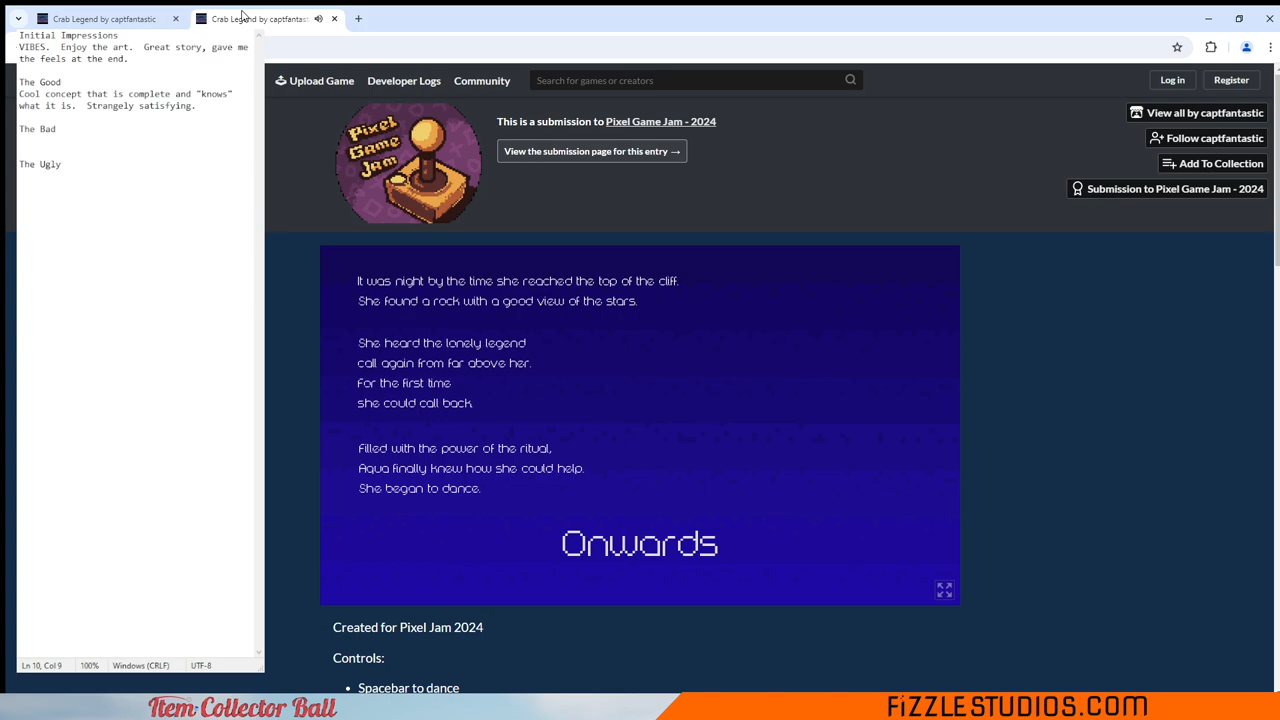 Crab Legend by captfantastic
Crab Legend by captfantas
Initial Impressions
VIBES.  Enjoy the art.  Great story, gave me
the feels at the end.
The Good
Cool concept that is complete and "knows"
what it is.  Strangely satisfying.
The Bad
The Ugly
Ln 10, Col 9
100%
Windows (CRLF)
UTF-8
Upload Game
Developer Logs
Community
Search for games or creators
Log in
Register
Pixel
Game
Jam
This is a submission to Pixel Game Jam - 2024
View the submission page for this entry →
View all by captfantastic
Follow captfantastic
Add To Collection
Submission to Pixel Game Jam - 2024
It was night by the time she reached the top of the cliff.
She found a rock with a good view of the stars.
She heard the lonely legend
call again from far above her.
For the first time
she could call back.
Filled with the power of the ritual,
Aqua finally knew how she could help.
She began to dance.
Onwards
Created for Pixel Jam 2024
Controls:
• Spacebar to dance
Item Collector Ball
FIZZLESTUDIOS.COM